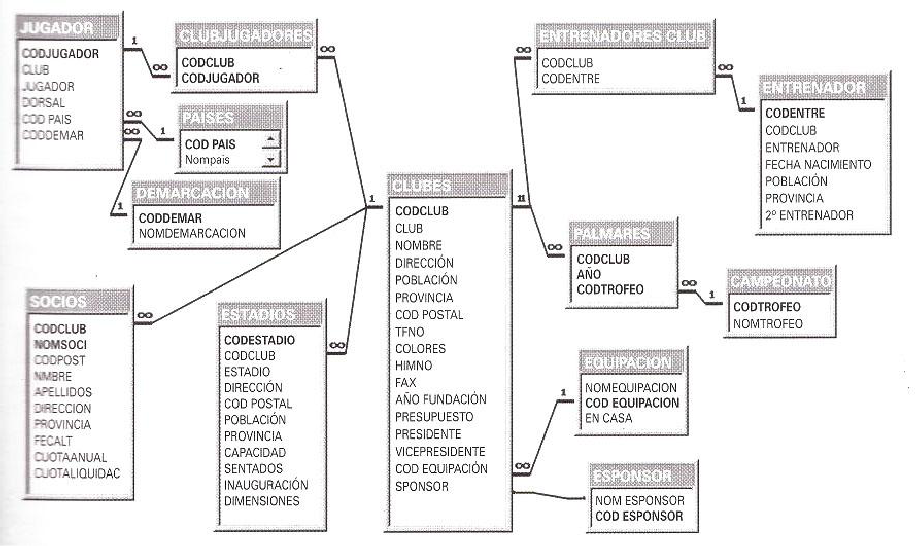 JUGADOR
CODJUGADOR
CLUB
JUGADOR
DORSAL
COD PAIS
CODDEMAR
1
∞
∞
∞
CLUBJUGADORES
CODCLUB
CODJUGADOR
∞
1
PAISES
COD PAIS
Nompais
1
DEMARCACION
CODDEMAR
NOMDEMARCACION
SOCIOS
CODCLUB
NOMSOCI
CODPOST
NMBRE
APELLIDOS
DIRECCION
PROVINCIA
FECALT
CUOTAANUAL
CUOTALIQUIDAC
∞
ESTADIOS
CODESTADIO
CODCLUB
ESTADIO
DIRECCIÓN
COD POSTAL
POBLACIÓN
PROVINCIA
CAPACIDAD
SENTADOS
INAUGURACIÓN
DIMENSIONES
∞
1
CLUBES
CODCLUB
CLUB
NOMBRE
DIRECCIÓN
POBLACIÓN
PROVINCIA
COD POSTAL
TFNO
COLORES
HIMNO
FAX
AÑO FUNDACIÓN
PRESUPUESTO
PRESIDENTE
VICEPRESIDENTE
COD EQUIPACIÓN
SPONSOR
11
∞
∞
ENTRENADORES CLUB
CODCLUB
CODENTRE
∞
1
ENTRENADOR
CODENTRE
CODCLUB
ENTRENADOR
FECHA NACIMIENTO
POBLACIÓN
PROVINCIA
2º ENTRENADOR
∞
PALMARES
CODCLUB
AÑO
CODTROFEO
∞
1
CAMPEONATO
CODTROFEO
NOMTROFEO
1
EQUIPACION
NOMEQUIPACION
COD EQUIPACION
EN CASA
ESPONSOR
NOM ESPONSOR
COD ESPONSOR